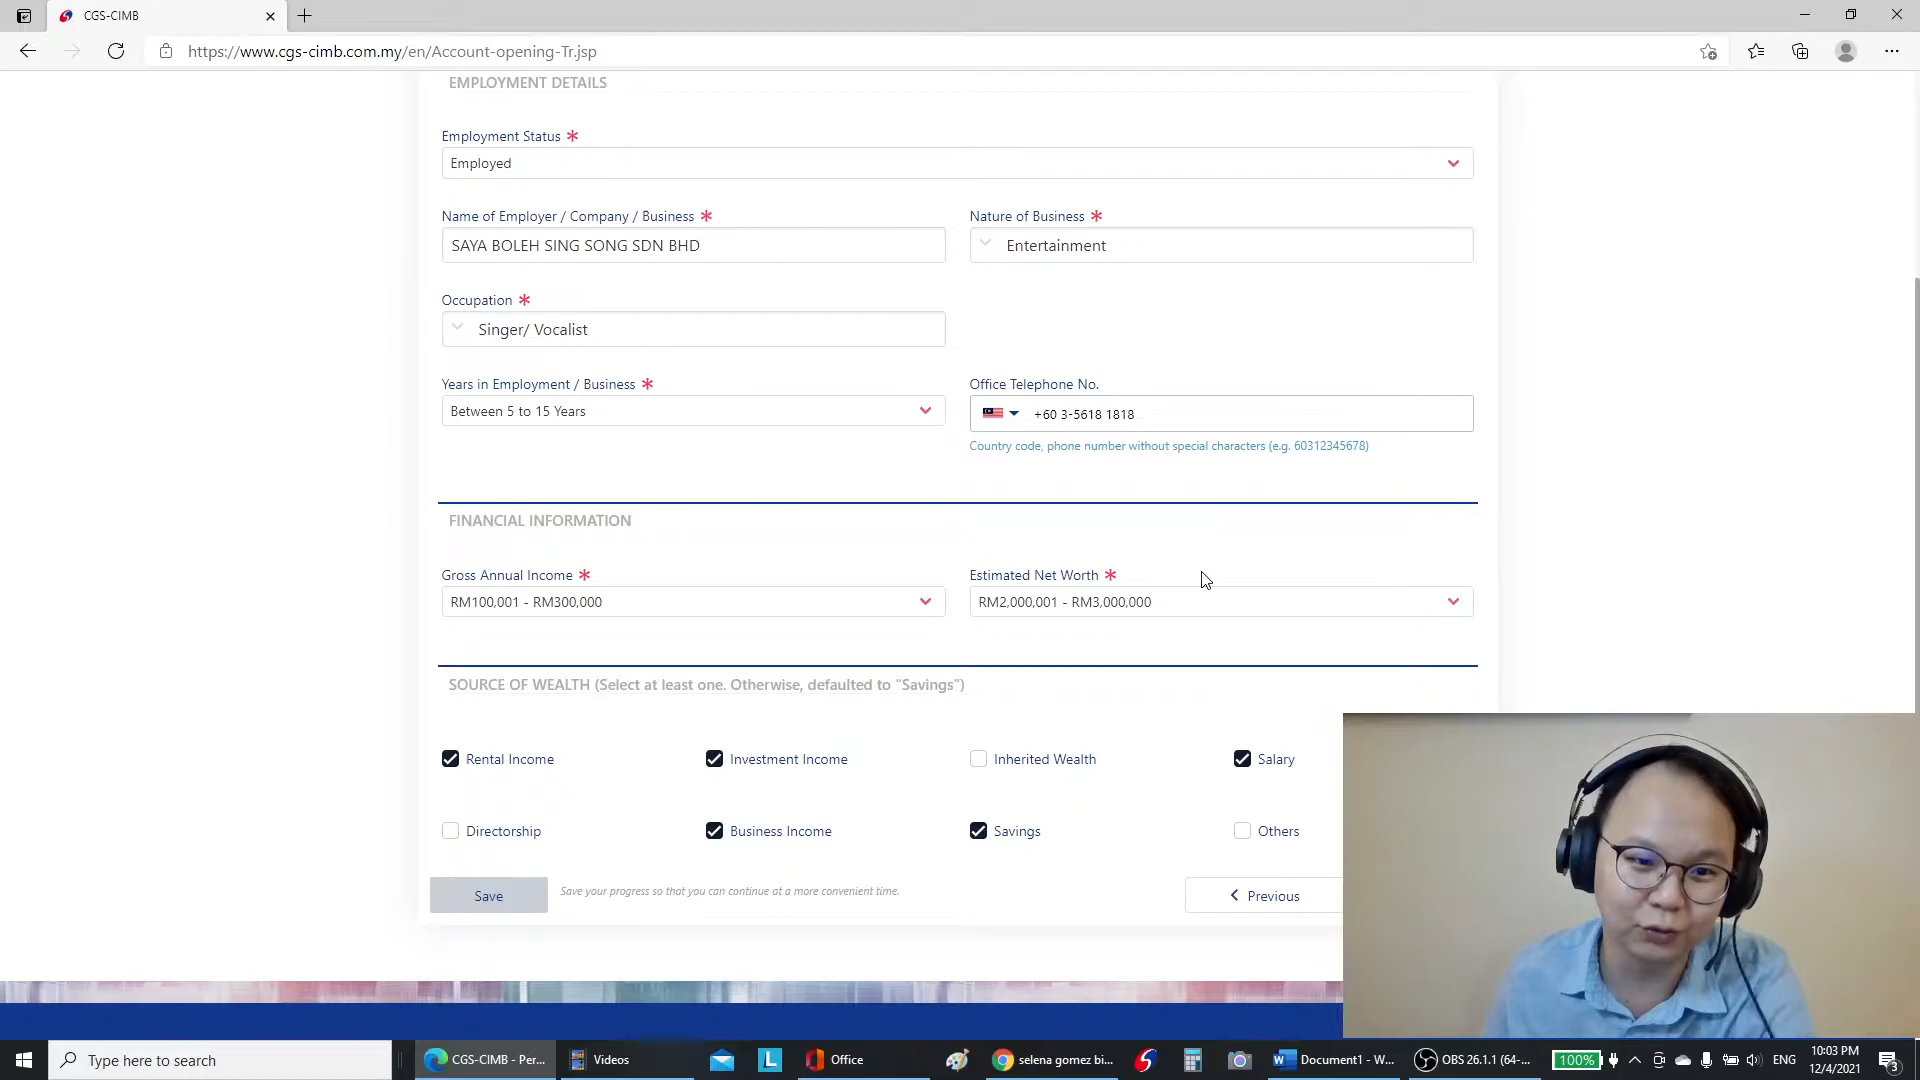 CGS-CIMB
https://www.cgs-cimb.com.my/en/Account-opening-Tr.jsp
EMPLOYMENT DETAILS
Employment Status *
Employed
Name of Employer / Company / Business *
Nature of Business *
SAYA BOLEH SING SONG SDN BHD
Entertainment
Occupation *
Singer/ Vocalist
Years in Employment / Business *
Office Telephone No.
Between 5 to 15 Years
+60 3-5618 1818
Country code, phone number without special characters (e.g. 60312345678)
FINANCIAL INFORMATION
Gross Annual Income *
Estimated Net Worth *
RM100,001 - RM300,000
RM2,000,001 - RM3,000,000
SOURCE OF WEALTH (Select at least one. Otherwise, defaulted to "Savings")
Rental Income
Investment Income
Inherited Wealth
Salary
Directorship
Business Income
Savings
Others
Save
Save your progress so that you can continue at a more convenient time.
Previous
Type here to search
CGS-CIMB - Per...
Videos
L
Office
selena gomez bi...
Document1 - W...
OBS 26.1.1 (64-...
100%
ENG
10:03 PM
12/4/2021
3